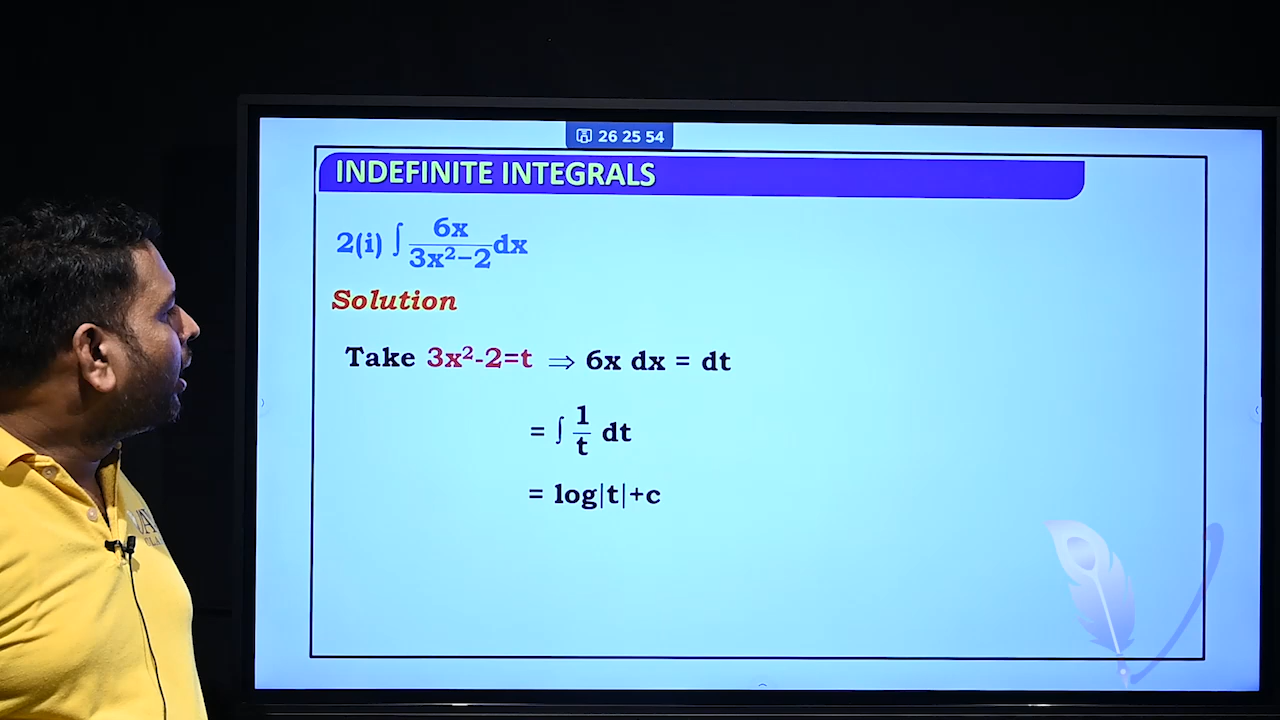 26 25 54
INDEFINITE INTEGRALS
2(i) ∫ 6x/(3x²−2) dx
Solution
Take 3x²-2=t ⇒ 6x dx = dt
= ∫ 1/t dt
= log|t|+c